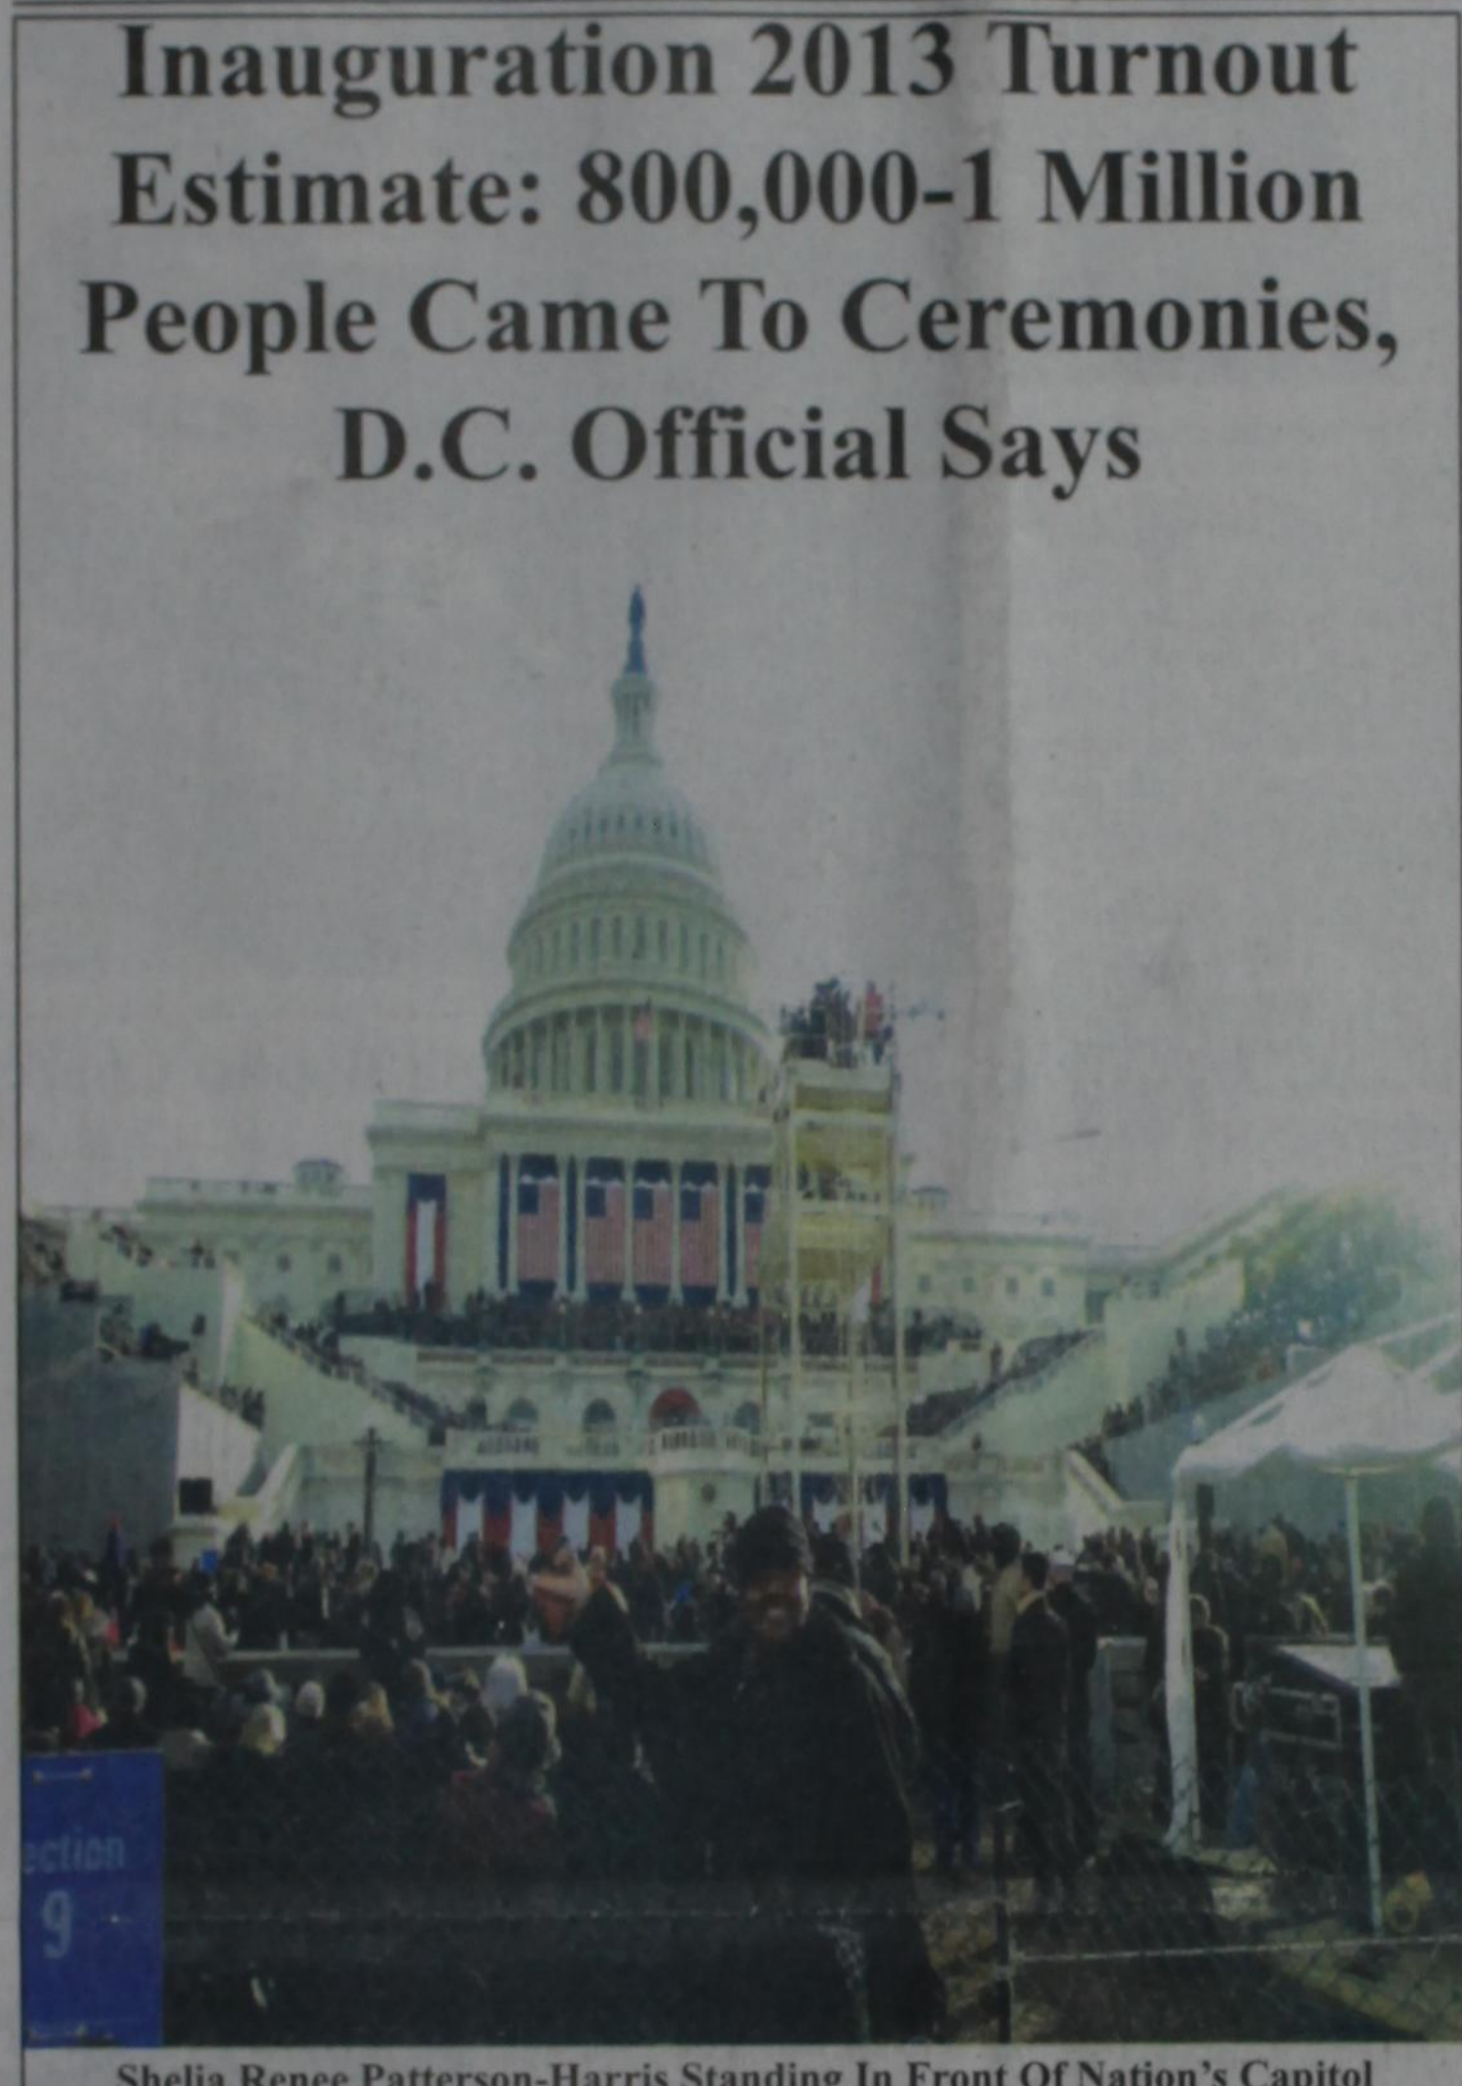 Inauguration 2013 Turnout
Estimate: 800,000-1 Million
People Came To Ceremonies,
D.C. Official Says
ection
9
Shelia Renee Patterson-Harris Standing In Front Of Nation's Capitol